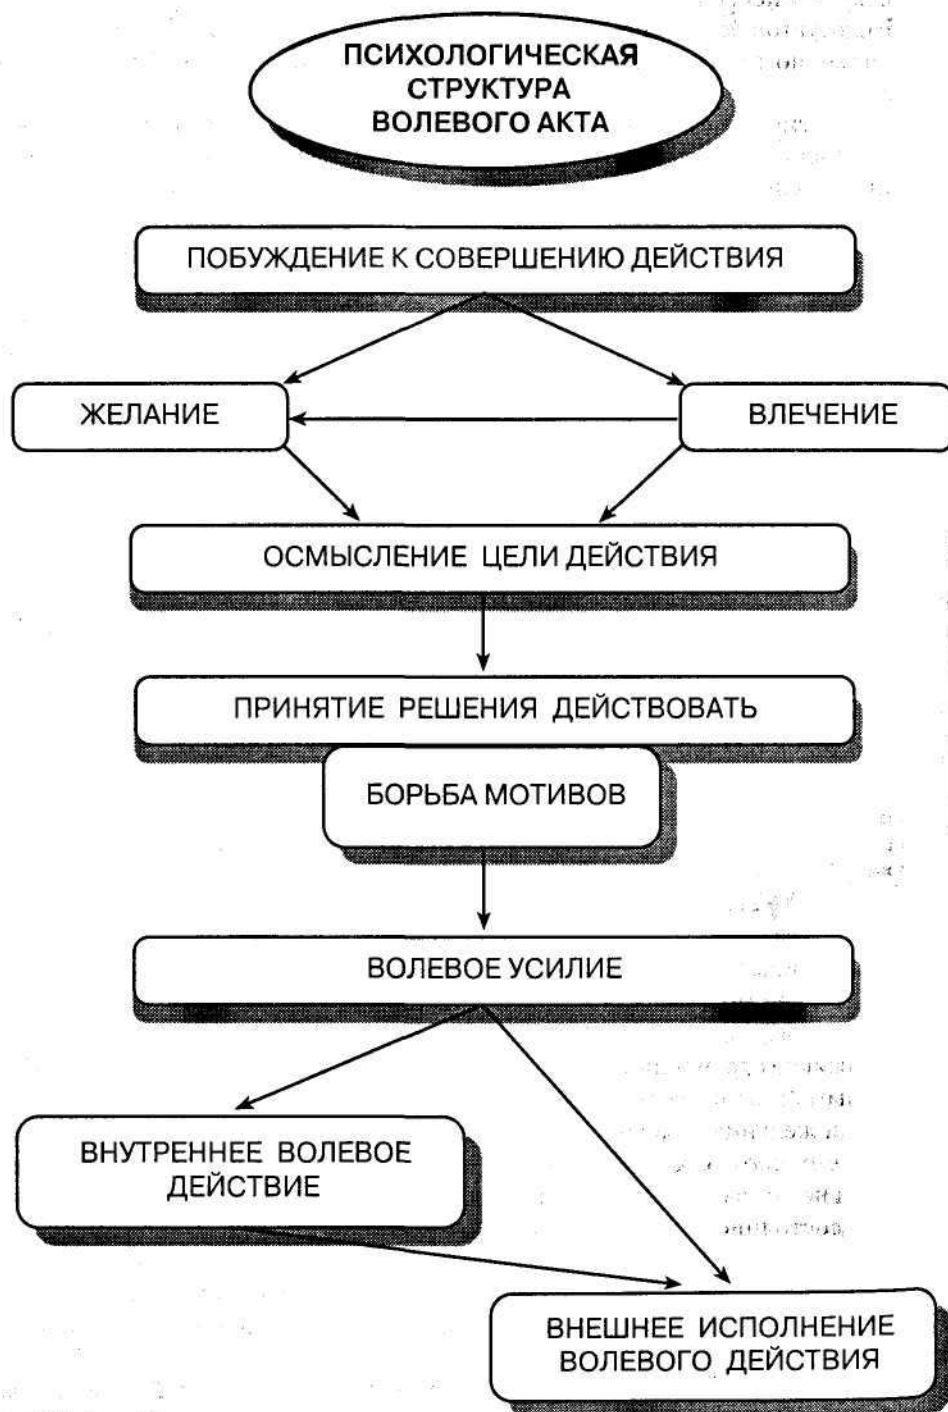 ПСИХОЛОГИЧЕСКАЯ
СТРУКТУРА
ВОЛЕВОГО АКТА
ПОБУЖДЕНИЕ К СОВЕРШЕНИЮ ДЕЙСТВИЯ
ЖЕЛАНИЕ
ВЛЕЧЕНИЕ
ОСМЫСЛЕНИЕ ЦЕЛИ ДЕЙСТВИЯ
ПРИНЯТИЕ РЕШЕНИЯ ДЕЙСТВОВАТЬ
БОРЬБА МОТИВОВ
ВОЛЕВОЕ УСИЛИЕ
ВНУТРЕННЕЕ ВОЛЕВОЕ
ДЕЙСТВИЕ
ВНЕШНЕЕ ИСПОЛНЕНИЕ
ВОЛЕВОГО ДЕЙСТВИЯ